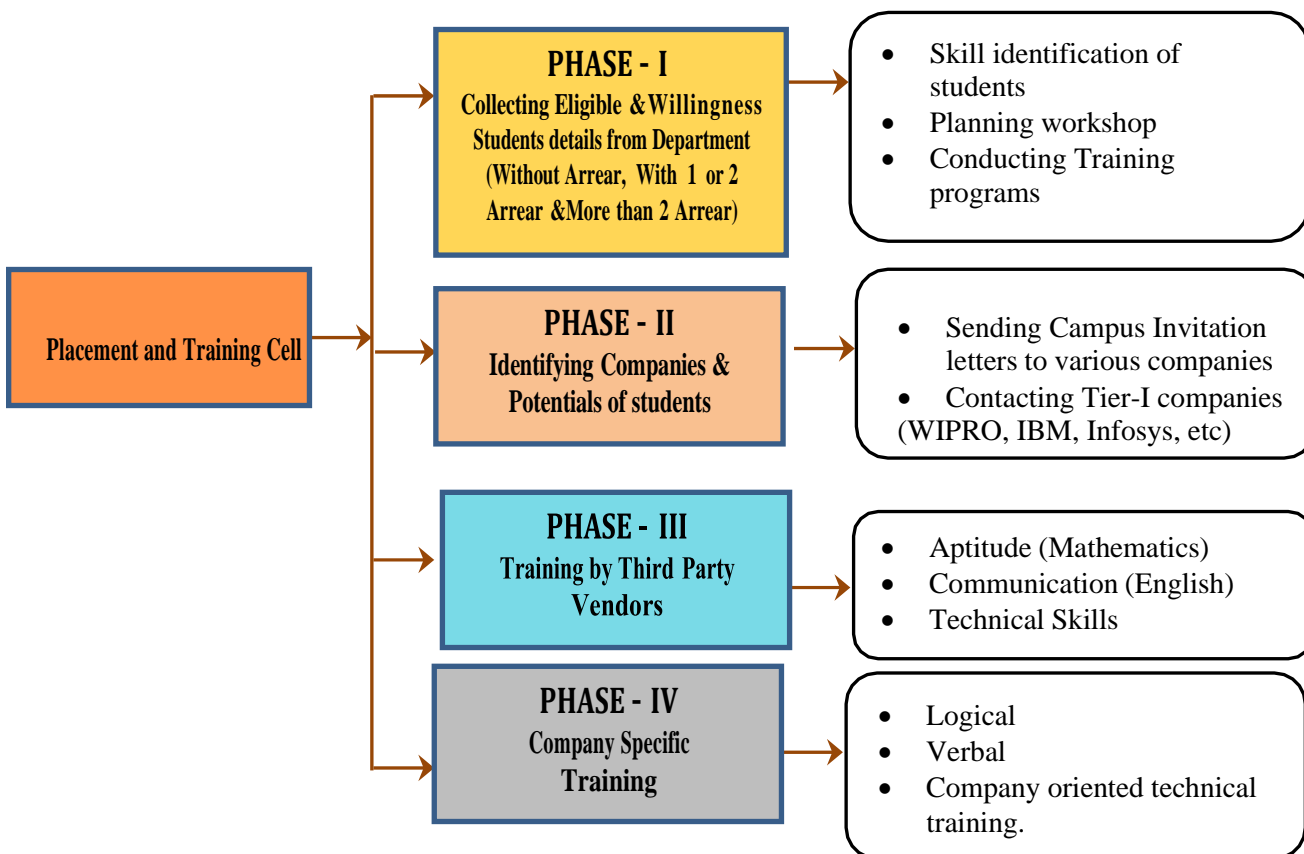 Placement and Training Cell
PHASE - I
Collecting Eligible &Willingness
Students details from Department
(Without Arrear, With 1 or 2
Arrear &More than 2 Arrear)
• Skill identification of
students
• Planning workshop
• Conducting Training
programs
PHASE - II
Identifying Companies &
Potentials of students
• Sending Campus Invitation
letters to various companies
• Contacting Tier-I companies
(WIPRO, IBM, Infosys, etc)
PHASE - III
Training by Third Party
Vendors
• Aptitude (Mathematics)
• Communication (English)
• Technical Skills
PHASE - IV
Company Specific
Training
• Logical
• Verbal
• Company oriented technical
training.